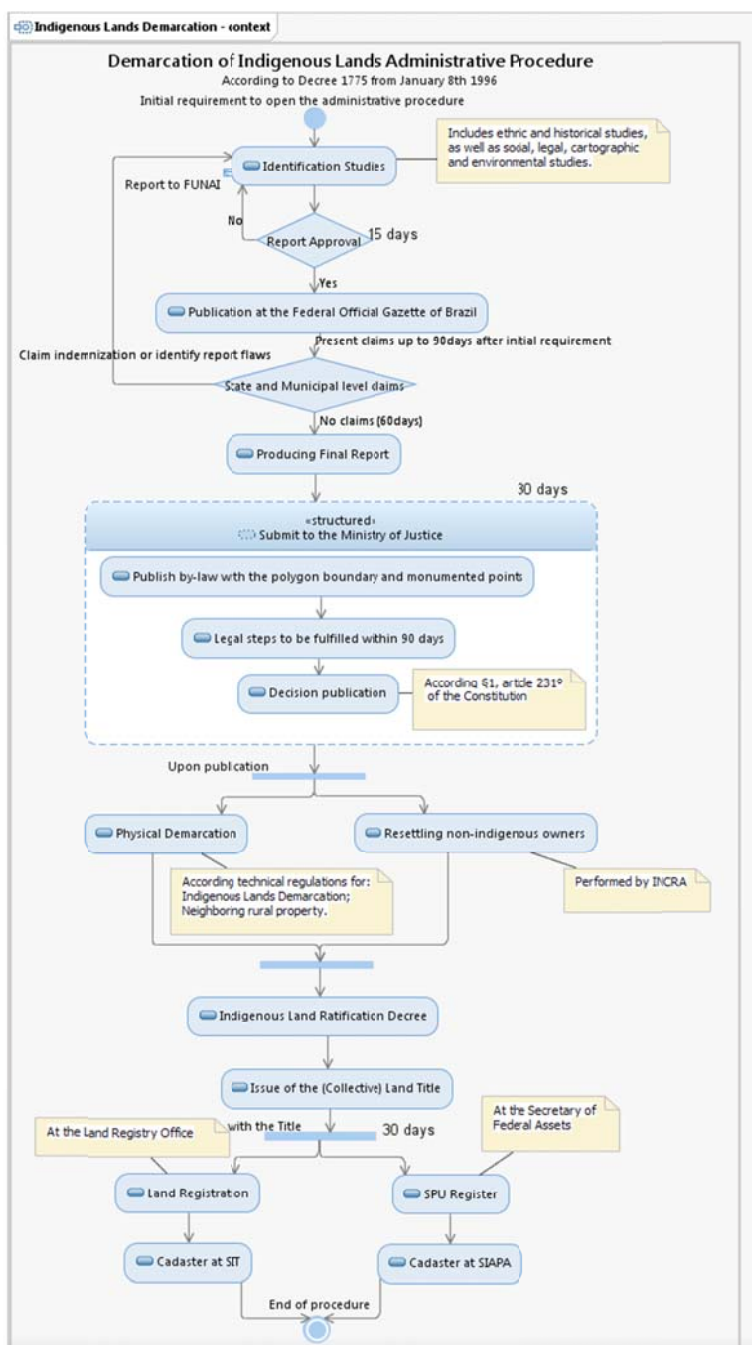 Indigenous Lands Demarcation - context
Demarcation of Indigenous Lands Administrative Procedure
According to Decree 1775 from January 8th 1996
Initial requirement to open the administrative procedure
Includes ethnic and historical studies,
as well as social, legal, cartographic
and environmental studies.
Identification Studies
Report to FUNAI
No
Report Approval
15 days
Yes
Publication at the Federal Official Gazette of Brazil
Present claims up to 90days after intial requirement
Claim indemnization or identify report flaws
State and Municipal level claims
No claims (60days)
Producing Final Report
30 days
«structured»
Submit to the Ministry of Justice
Publish by-law with the polygon boundary and monumented points
Legal steps to be fulfilled within 90 days
Decision publication
According §1, article 231º
of the Constitution
Upon publication
Physical Demarcation
Resettling non-indigenous owners
According technical regulations for:
Indigenous Lands Demarcation;
Neighboring rural property.
Performed by INCRA
Indigenous Land Ratification Decree
Issue of the (Collective) Land Title
At the Land Registry Office
with the Title
30 days
At the Secretary of
Federal Assets
Land Registration
SPU Register
Cadaster at SIT
Cadaster at SIAPA
End of procedure